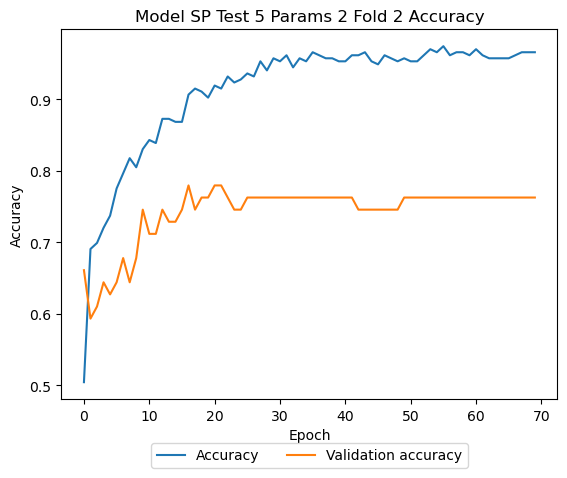 Model SP Test 5 Params 2 Fold 2 Accuracy
0.9
0.8
0.7
0.6
0.5
Accuracy
0 10 20 30 40 50 60 70
Epoch
Accuracy Validation accuracy